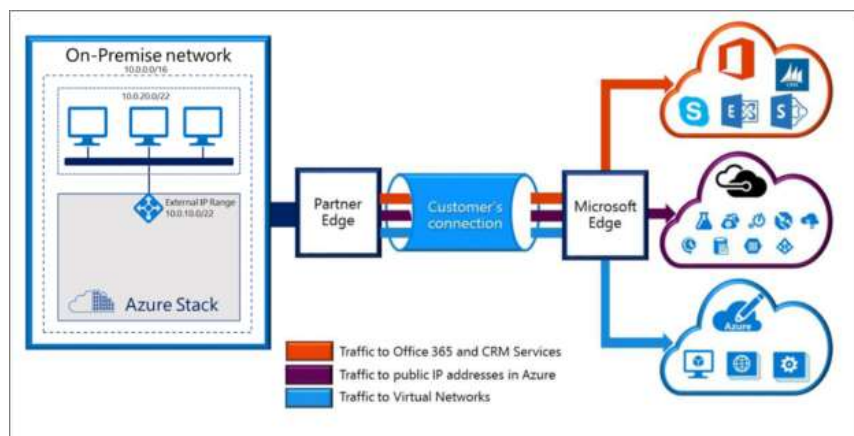 On-Premise network
10.0.0.0/16
10.0.20.0/22
External IP Range
10.0.10.0/22
Azure Stack
Partner
Edge
Customer's
connection
Microsoft
Edge
CRM
S
E
S
Azure
Traffic to Office 365 and CRM Services
Traffic to public IP addresses in Azure
Traffic to Virtual Networks